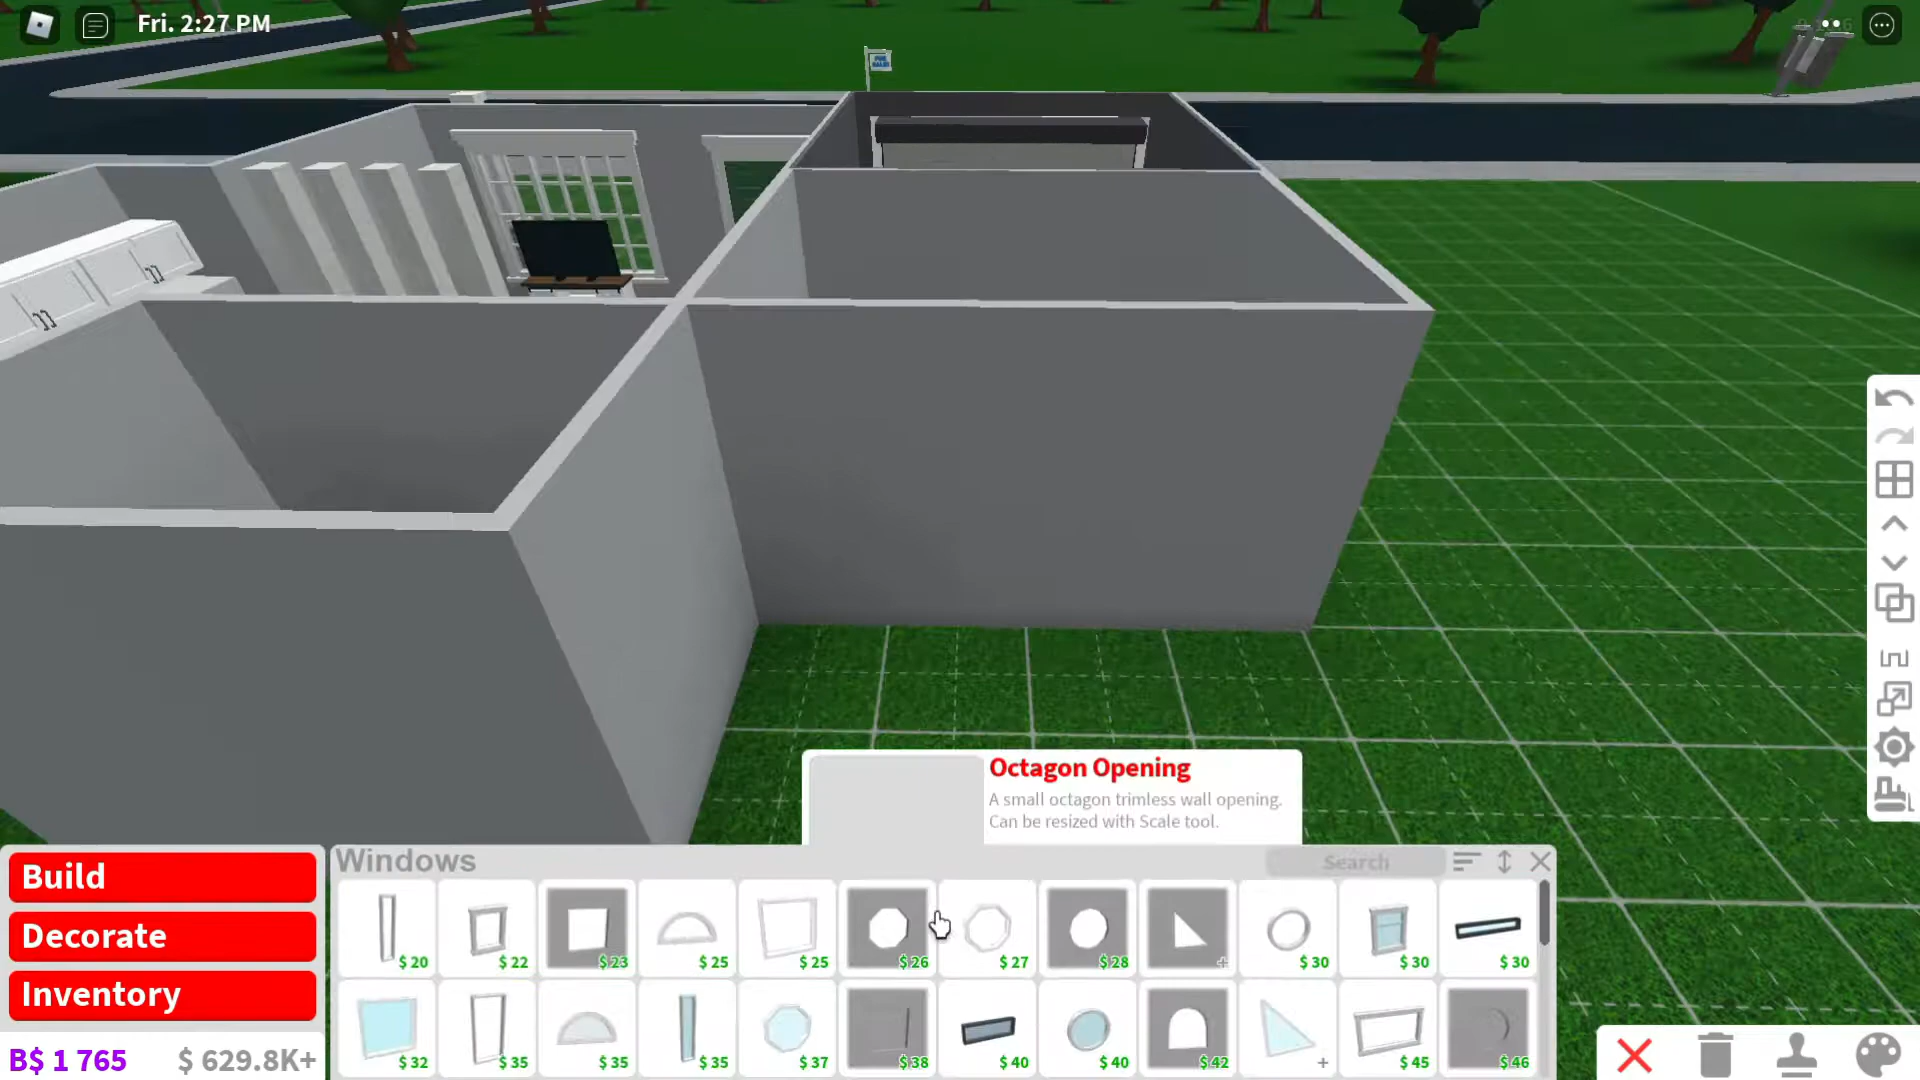 Fri. 2:27 PM
FOR
SALE!
Octagon Opening
A small octagon trimless wall opening.
Can be resized with Scale tool.
Build
Decorate
Inventory
B$ 1 765
$ 629.8K+
Windows
Search
$ 20
$ 22
$ 23
$ 25
$ 25
$ 26
$ 27
$ 28
+
$ 30
$ 30
$ 30
$ 32
$ 35
$ 35
$ 35
$ 37
$ 38
$ 40
$ 40
$ 42
+
$ 45
$ 46